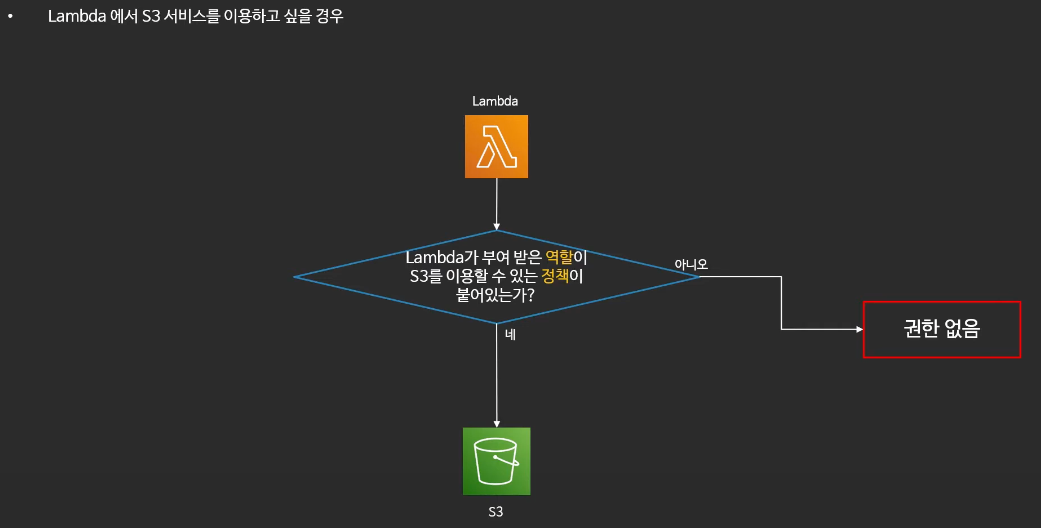 • Lambda 에서 S3 서비스를 이용하고 싶을 경우
Lambda
Lambda가 부여 받은 역할이
S3를 이용할 수 있는 정책이
붙어있는가?
아니오
권한 없음
네
S3